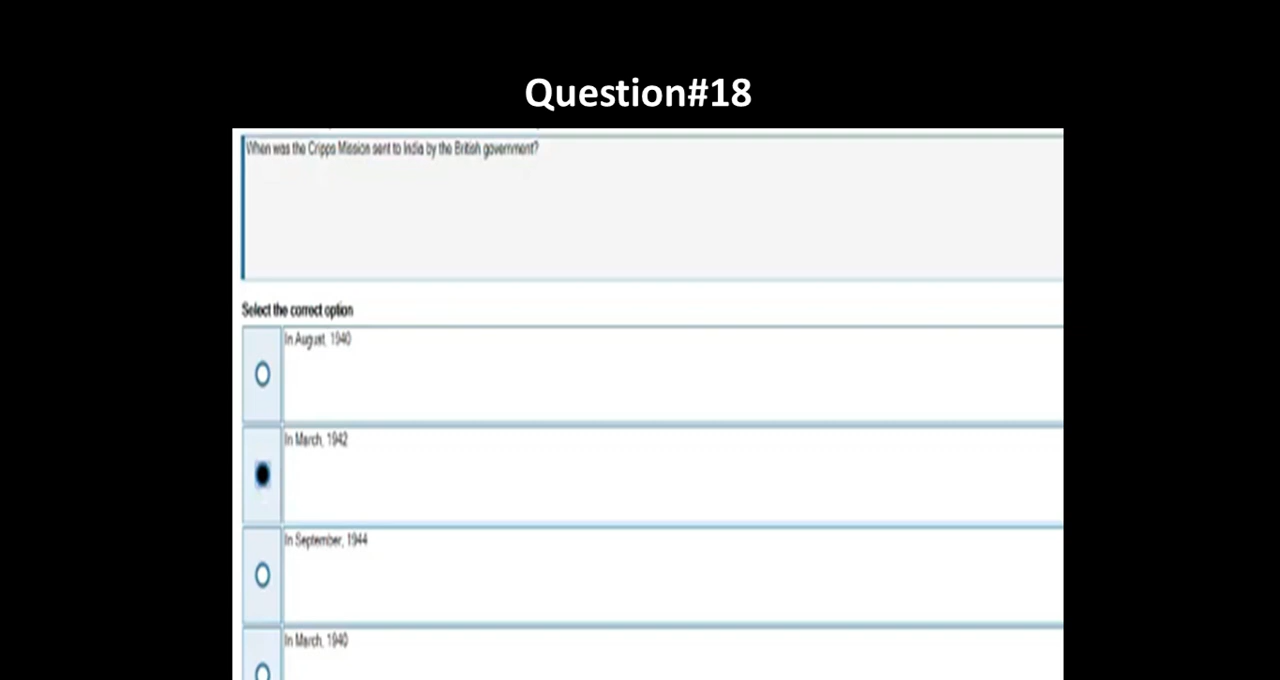 Question#18
When was the Cripps Mission sent to India by the British government?
Select the correct option
In August, 1940
In March, 1942
In September, 1944
In March, 1940